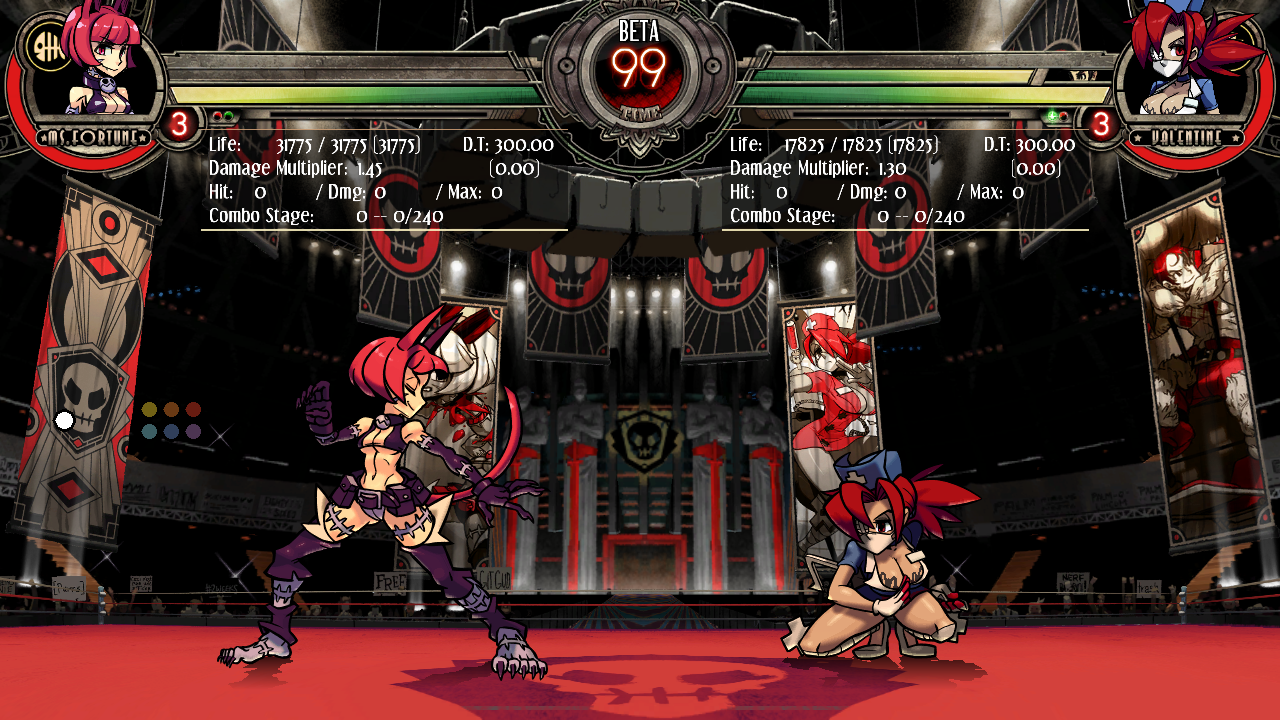 BETA
99
TIME
MS. FORTUNE
VALENTINE
3
3
Life: 31775 / 31775 (31775) D.T: 300.00
Damage Multiplier: 1.45 (0.00)
Hit: 0 / Dmg: 0 / Max: 0
Combo Stage: 0 -- 0/240
Life: 17825 / 17825 (17825) D.T: 300.00
Damage Multiplier: 1.30 (0.00)
Hit: 0 / Dmg: 0 / Max: 0
Combo Stage: 0 -- 0/240
FREE